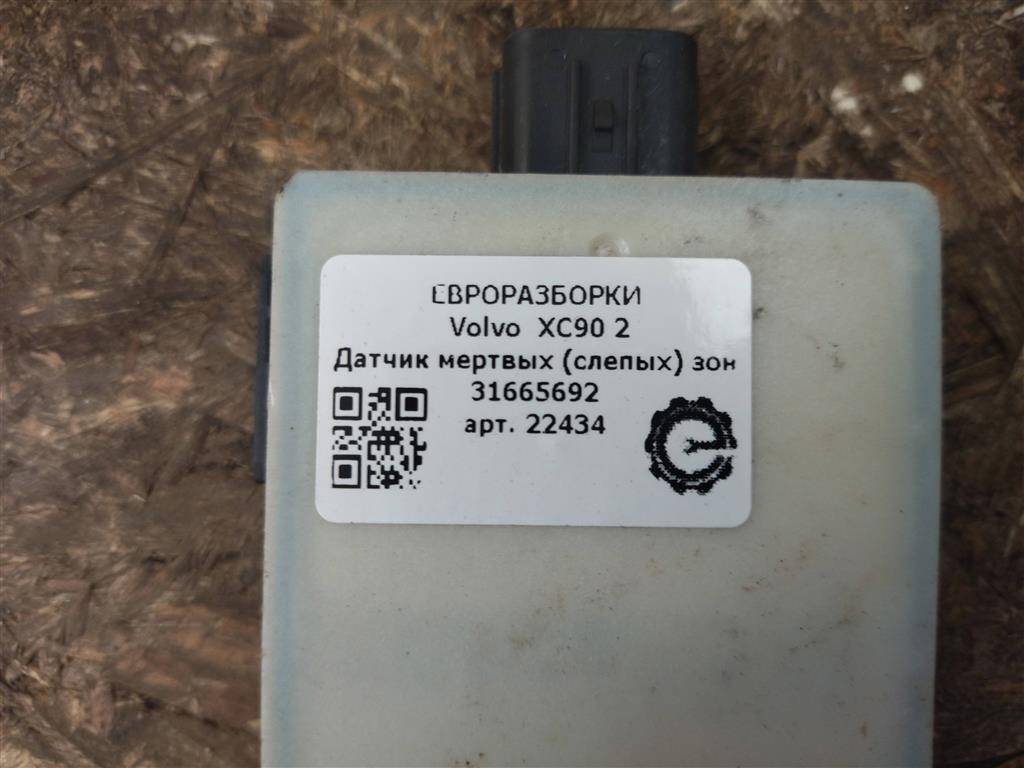 ЕВРОРАЗБОРКИ
Volvo XC90 2
Датчик мертвых (слепых) зон
31665692
арт. 22434